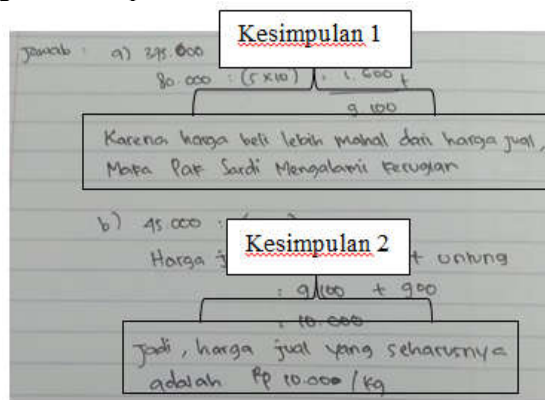 Kesimpulan 1
Jawab : a) 375.000
80.000 : (5 x 10) : 1.600 +
9.100
Karena harga beli lebih mahal dari harga jual,
Maka Pak Sardi Mengalami kerugian
b) 45.000 :
Kesimpulan 2
Harga + untung
: 9.100 + 900
: 10.000
Jadi, harga jual yang seharusnya
adalah Rp 10.000 / kg